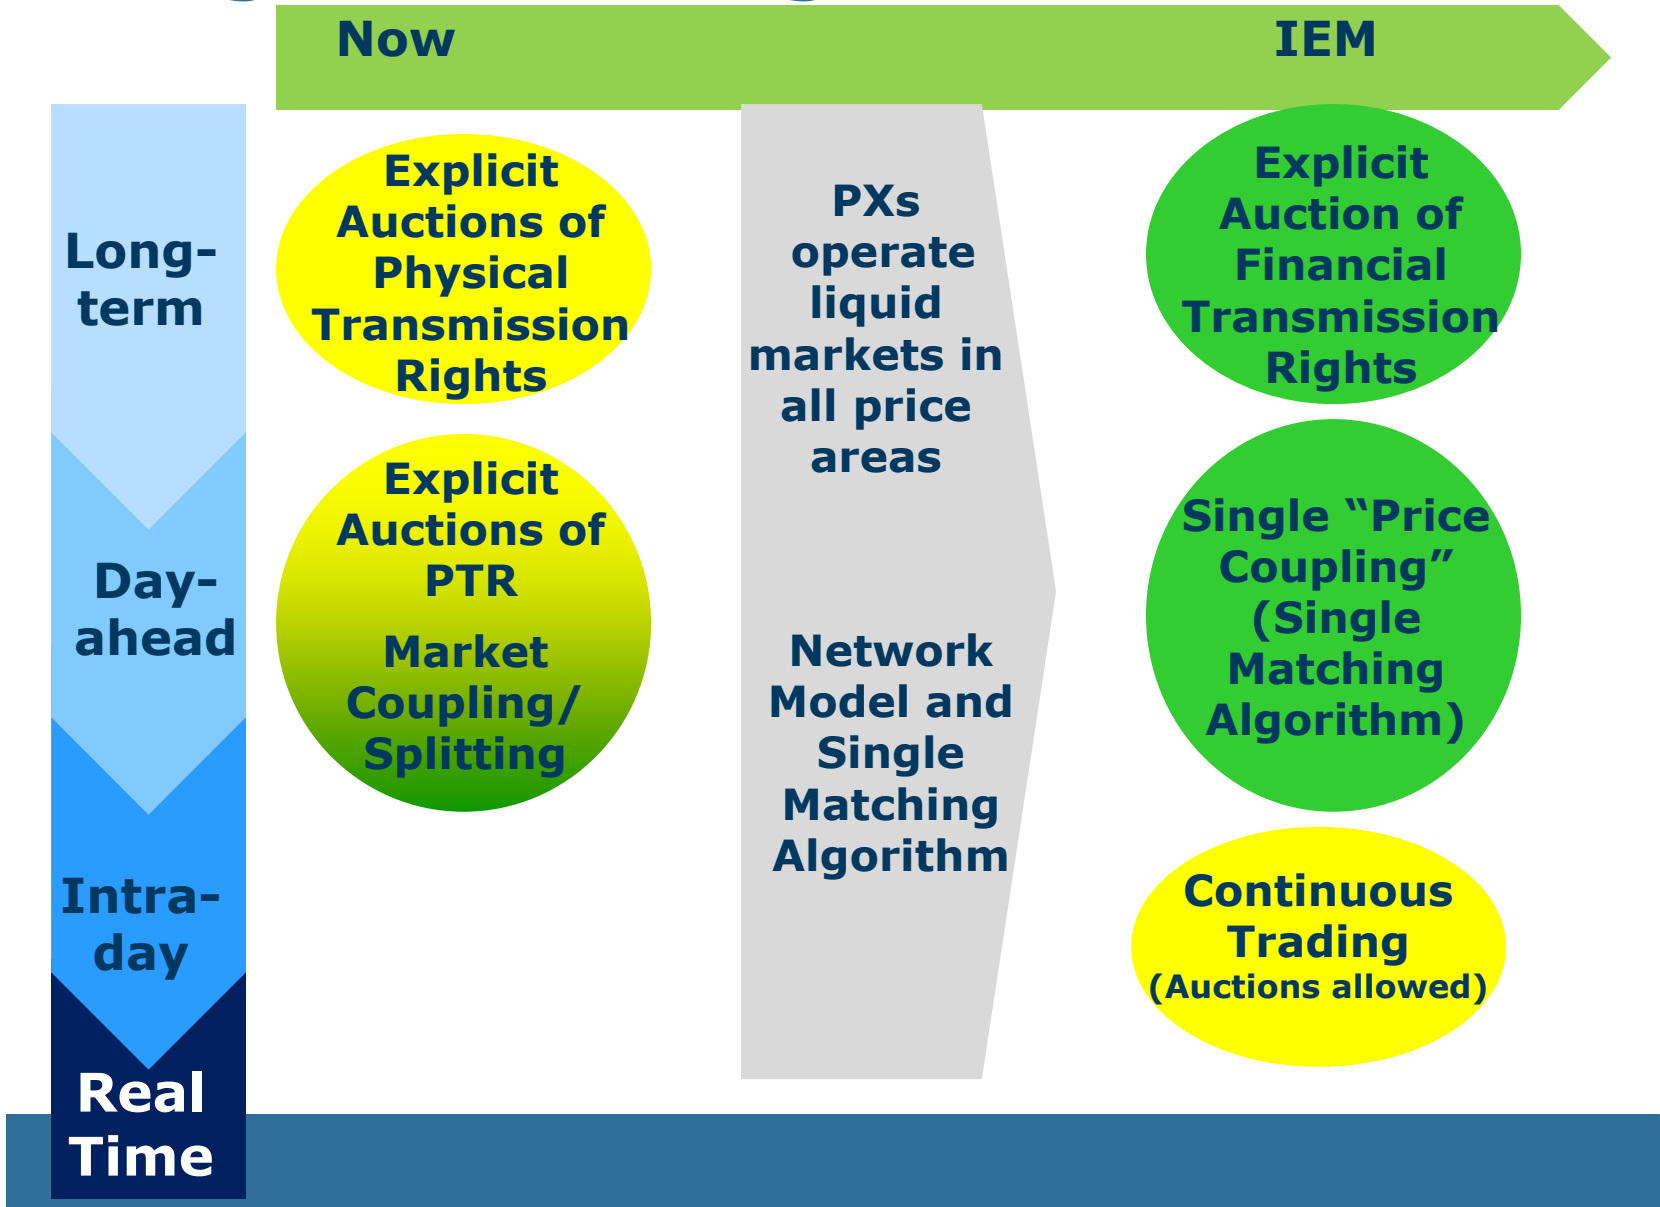 Now
IEM
Long-
term
Day-
ahead
Intra-
day
Real
Time
Explicit
Auctions of
Physical
Transmission
Rights
Explicit
Auctions of
PTR
Market
Coupling/
Splitting
PXs
operate
liquid
markets in
all price
areas
Network
Model and
Single
Matching
Algorithm
Explicit
Auction of
Financial
Transmission
Rights
Single “Price
Coupling”
(Single
Matching
Algorithm)
Continuous
Trading
(Auctions allowed)